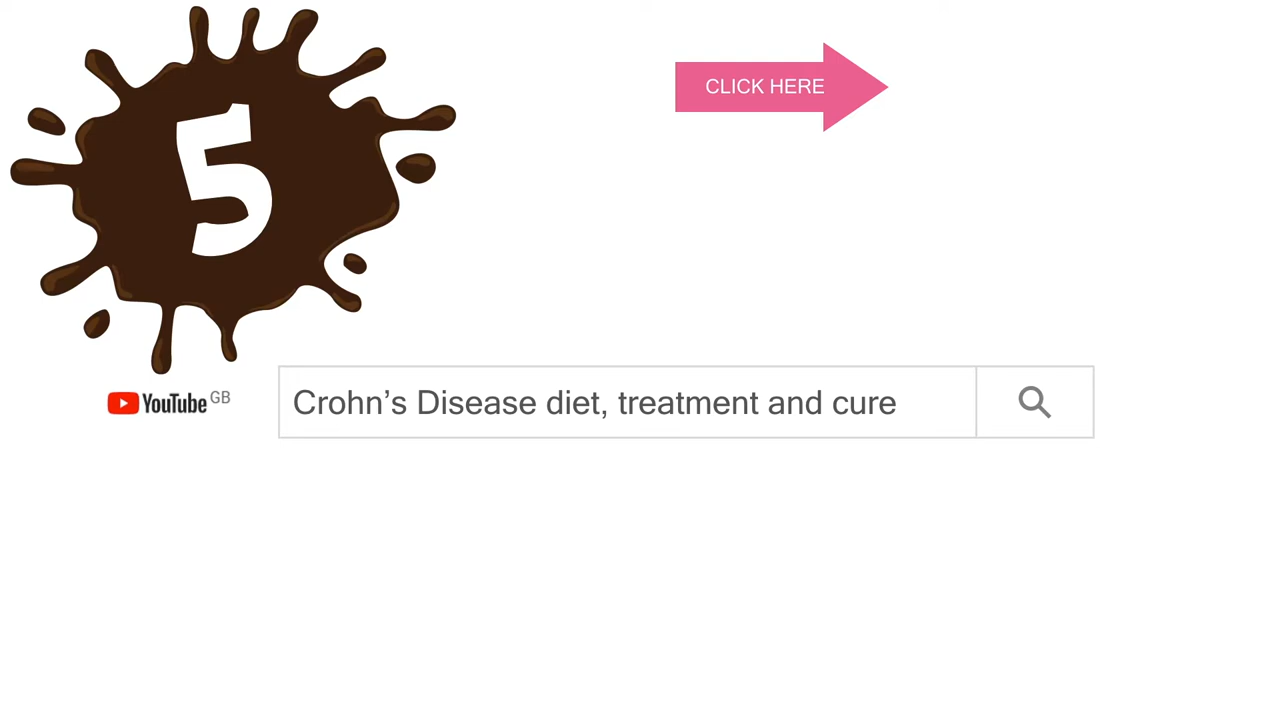 5
CLICK HERE
YouTube GB
Crohn’s Disease diet, treatment and cure